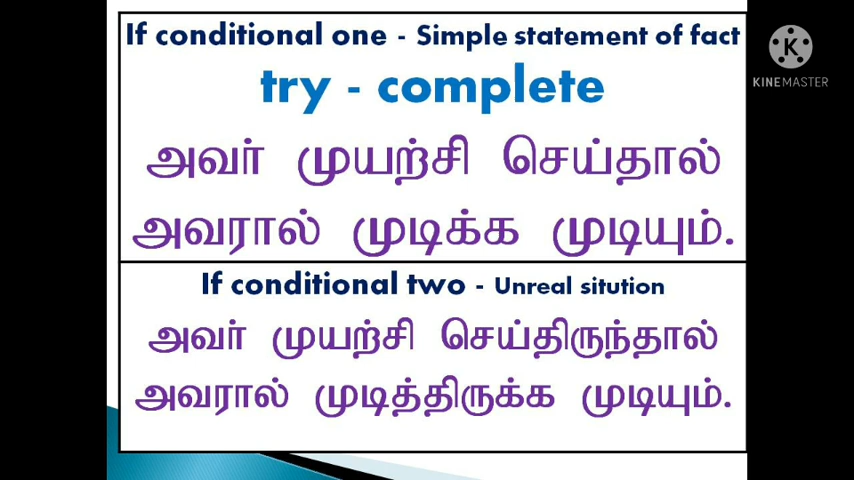 If conditional one - Simple statement of fact
try - complete
அவர் முயற்சி செய்தால்
அவரால் முடிக்க முடியும்.
If conditional two - Unreal sitution
அவர் முயற்சி செய்திருந்தால்
அவரால் முடித்திருக்க முடியும்.
K
KINEMASTER